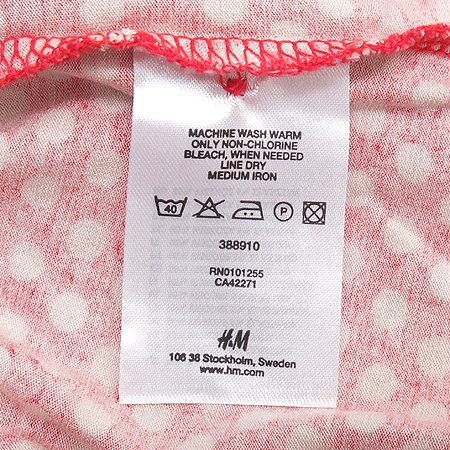 MACHINE WASH WARM
ONLY NON-CHLORINE
BLEACH, WHEN NEEDED
LINE DRY
MEDIUM IRON
40 P
388910
RN0101255
CA42271
H&M
106 38 Stockholm, Sweden
www.hm.com